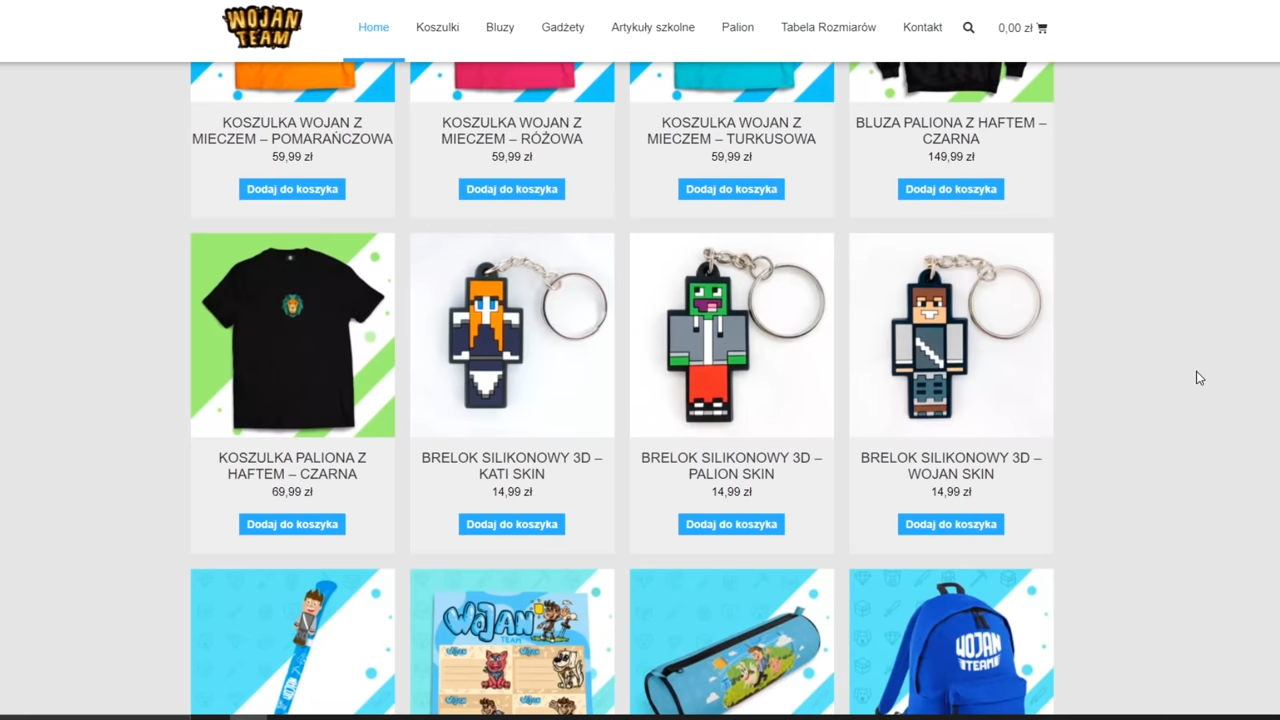 WOJAN
TEAM
Home
Koszulki
Bluzy
Gadżety
Artykuły szkolne
Palion
Tabela Rozmiarów
Kontakt
0,00 zł
KOSZULKA WOJAN Z
MIECZEM – POMARAŃCZOWA
59,99 zł
Dodaj do koszyka
KOSZULKA WOJAN Z
MIECZEM – RÓŻOWA
59,99 zł
Dodaj do koszyka
KOSZULKA WOJAN Z
MIECZEM – TURKUSOWA
59,99 zł
Dodaj do koszyka
BLUZA PALIONA Z HAFTEM –
CZARNA
149,99 zł
Dodaj do koszyka
KOSZULKA PALIONA Z
HAFTEM – CZARNA
69,99 zł
Dodaj do koszyka
BRELOK SILIKONOWY 3D –
KATI SKIN
14,99 zł
Dodaj do koszyka
BRELOK SILIKONOWY 3D –
PALION SKIN
14,99 zł
Dodaj do koszyka
BRELOK SILIKONOWY 3D –
WOJAN SKIN
14,99 zł
Dodaj do koszyka
WOJAN
WOJAN
TEAM
WOJAN
TEAM